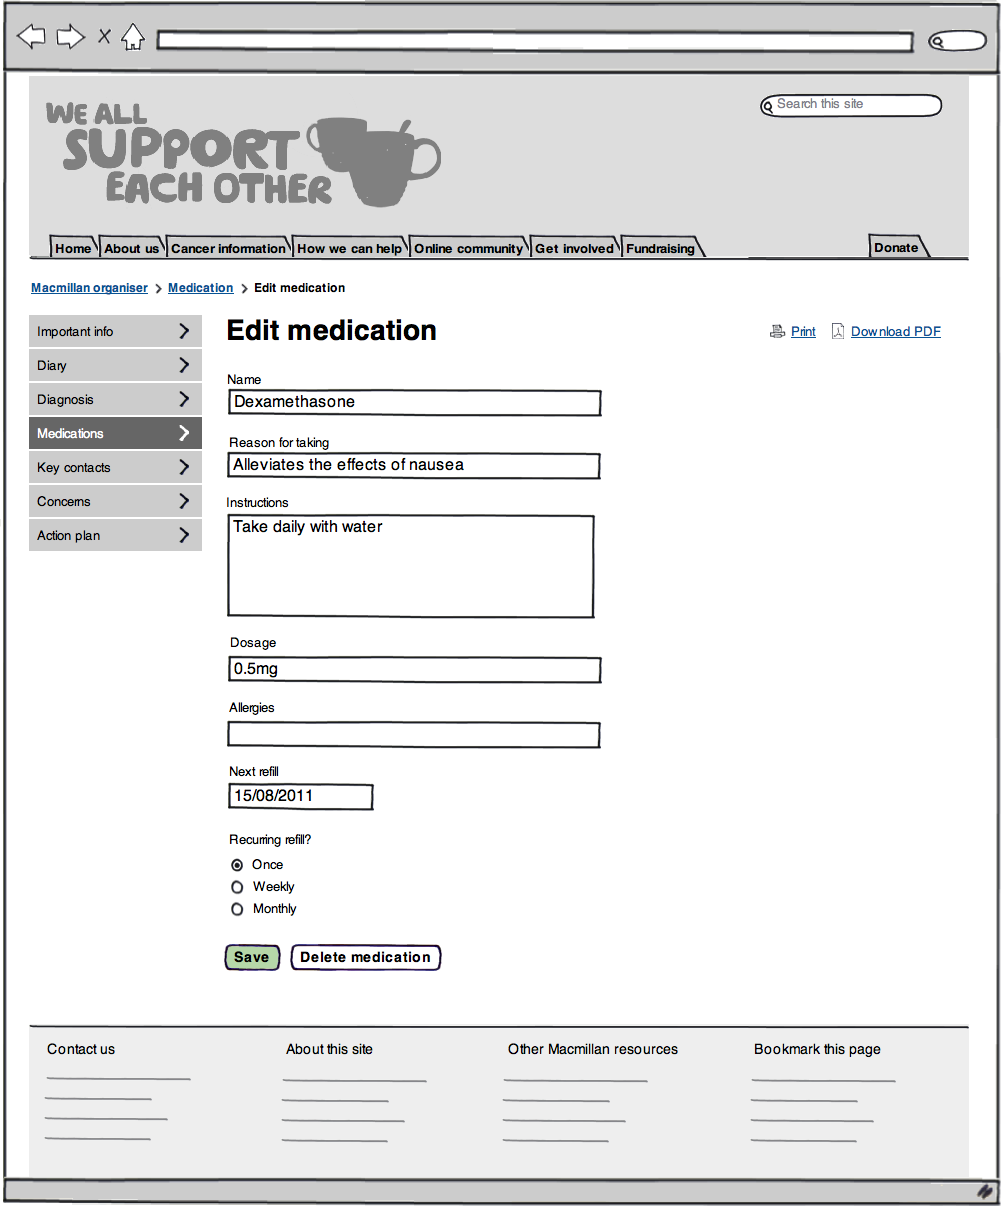 WE ALL
SUPPORT
EACH OTHER
Search this site
Home About us Cancer information How we can help Online community Get involved Fundraising Donate
Macmillan organiser Medication Edit medication
Important info
Diary
Diagnosis
Medications
Key contacts
Concerns
Action plan
Edit medication
Print Download PDF
Name
Dexamethasone
Reason for taking
Alleviates the effects of nausea
Instructions
Take daily with water
Dosage
0.5mg
Allergies
Next refill
15/08/2011
Recurring refill?
Once
Weekly
Monthly
Save Delete medication
Contact us About this site Other Macmillan resources Bookmark this page